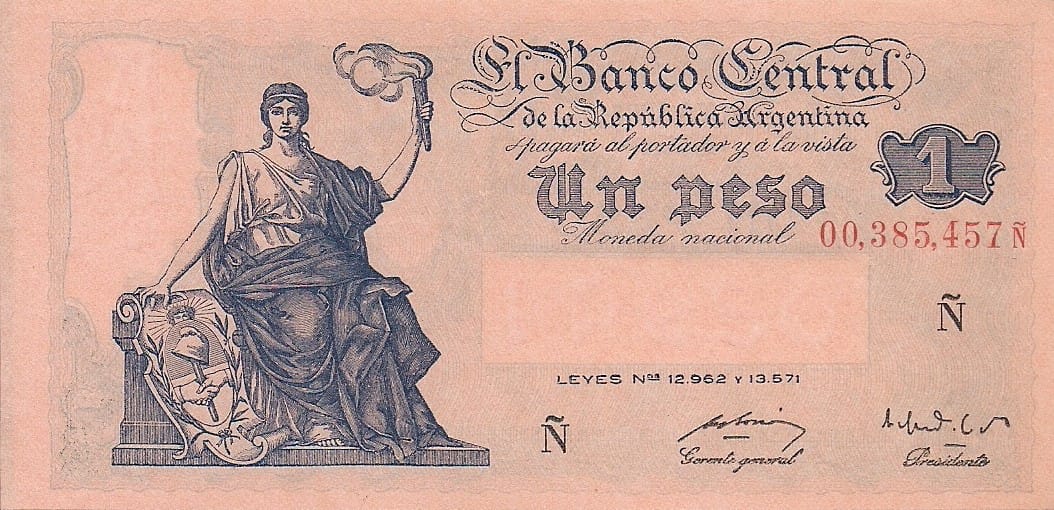 El Banco Central
de la República Argentina
pagará al portador y á la vista
1
Un peso
Moneda nacional
00,385,457 Ñ
Ñ
LEYES Nos 12.962 Y 13.571
Ñ
Gerente general
Presidente